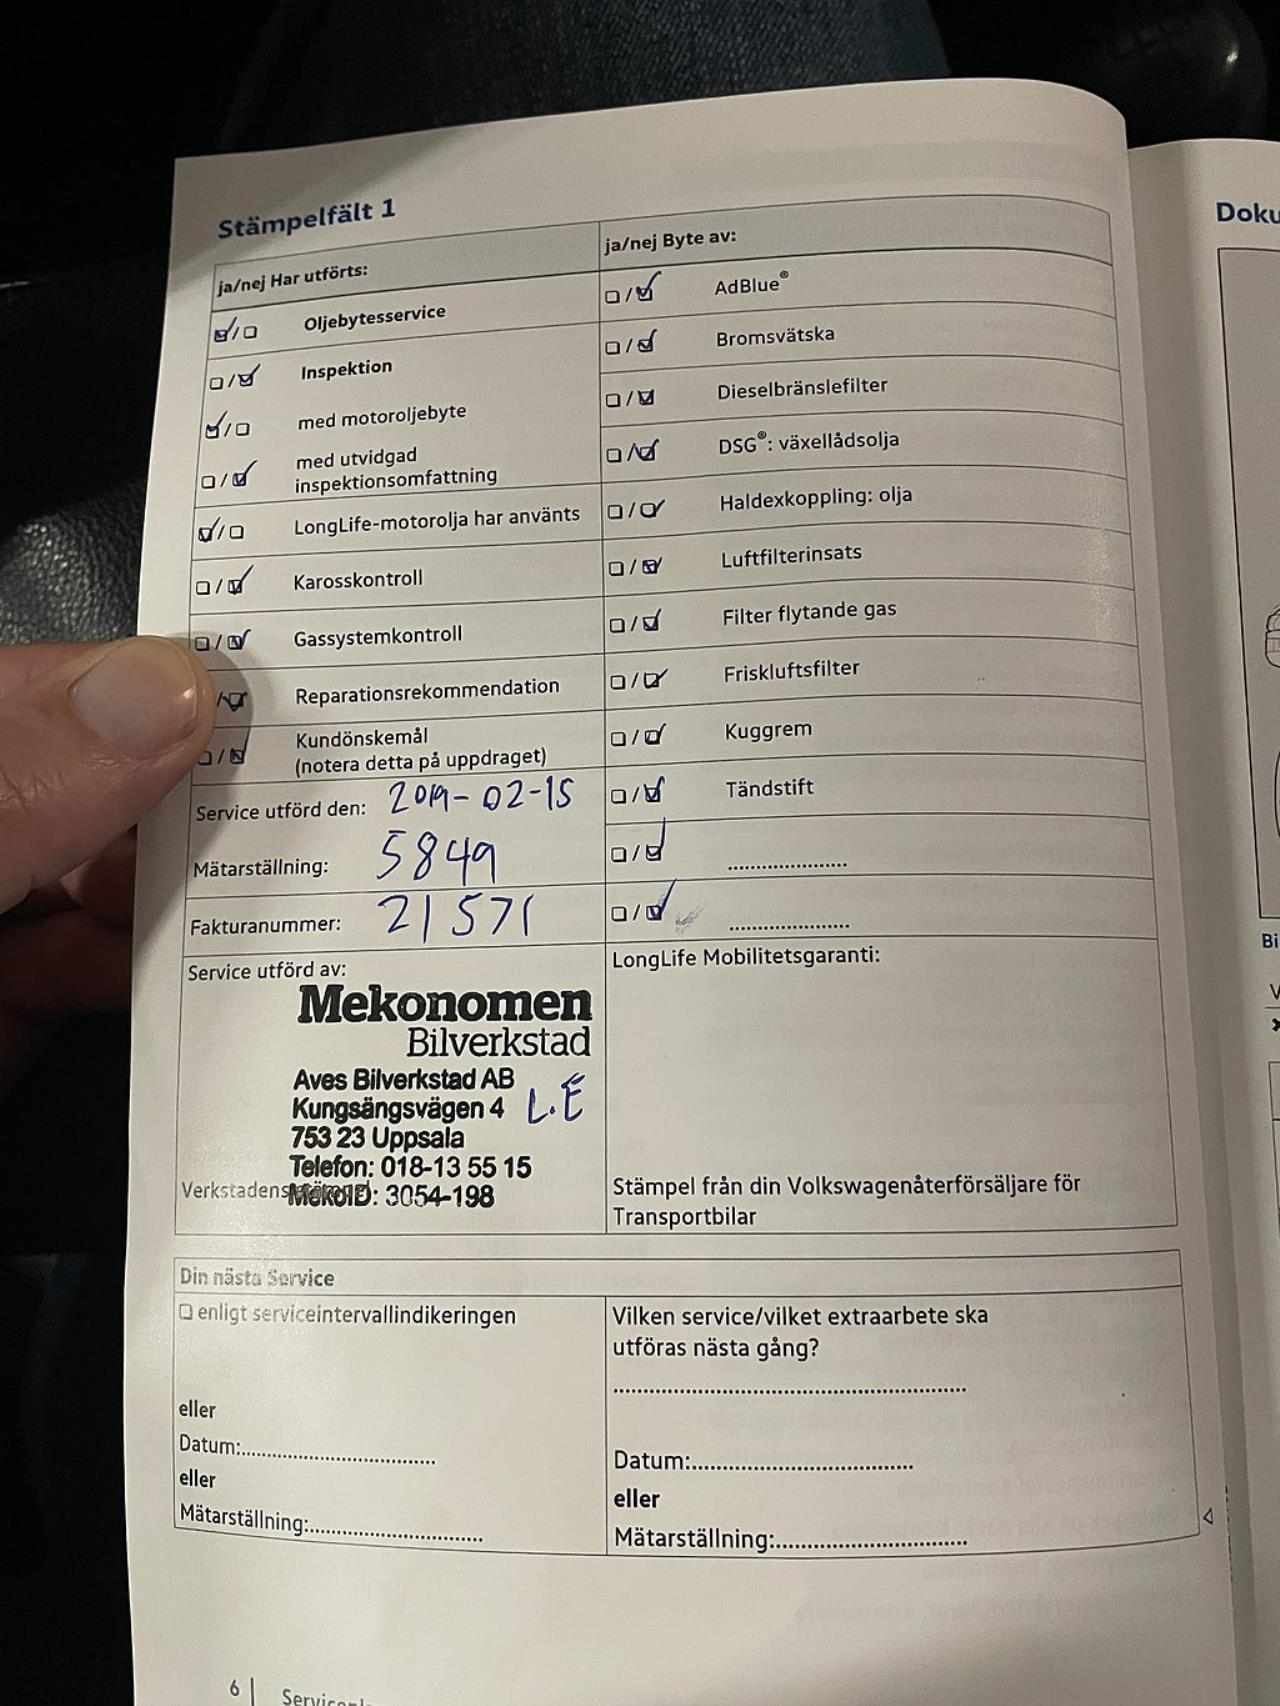 Stämpelfält 1
ja/nej Har utförts:
Oljebytesservice
Inspektion
med motoroljebyte
med utvidgad
inspektionsomfattning
LongLife-motorolja har använts
Karosskontroll
Gassystemkontroll
Reparationsrekommendation
Kundönskemål
(notera detta på uppdraget)
Service utförd den: 2019-02-15
Mätarställning: 5849
Fakturanummer: 21571
Service utförd av:
Mekonomen
Bilverkstad
Aves Bilverkstad AB
Kungsängsvägen 4 L.E
753 23 Uppsala
Telefon: 018-13 55 15
MekoID: 3054-198
ja/nej Byte av:
AdBlue®
Bromsvätska
Dieselbränslefilter
DSG®: växellådsolja
Haldexkoppling: olja
Luftfilterinsats
Filter flytande gas
Friskluftsfilter
Kuggrem
Tändstift
LongLife Mobilitetsgaranti:
Stämpel från din Volkswagenåterförsäljare för
Transportbilar
Din nästa Service
enligt serviceintervallindikeringen
eller
Datum:
eller
Mätarställning:
Vilken service/vilket extraarbete ska
utföras nästa gång?
Datum:
eller
Mätarställning:
6